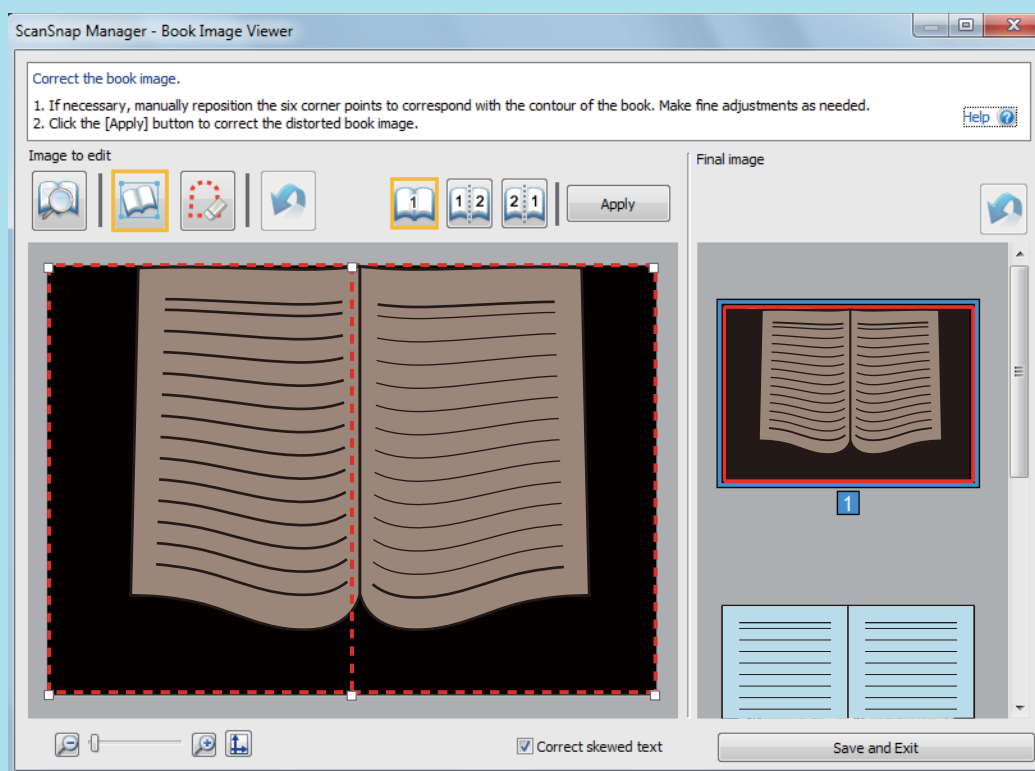 ScanSnap Manager - Book Image Viewer
Correct the book image.
1. If necessary, manually reposition the six corner points to correspond with the contour of the book. Make fine adjustments as needed.
2. Click the [Apply] button to correct the distorted book image.
Help ?
Image to edit
Final image
1
1 2
2 1
Apply
1
Correct skewed text
Save and Exit